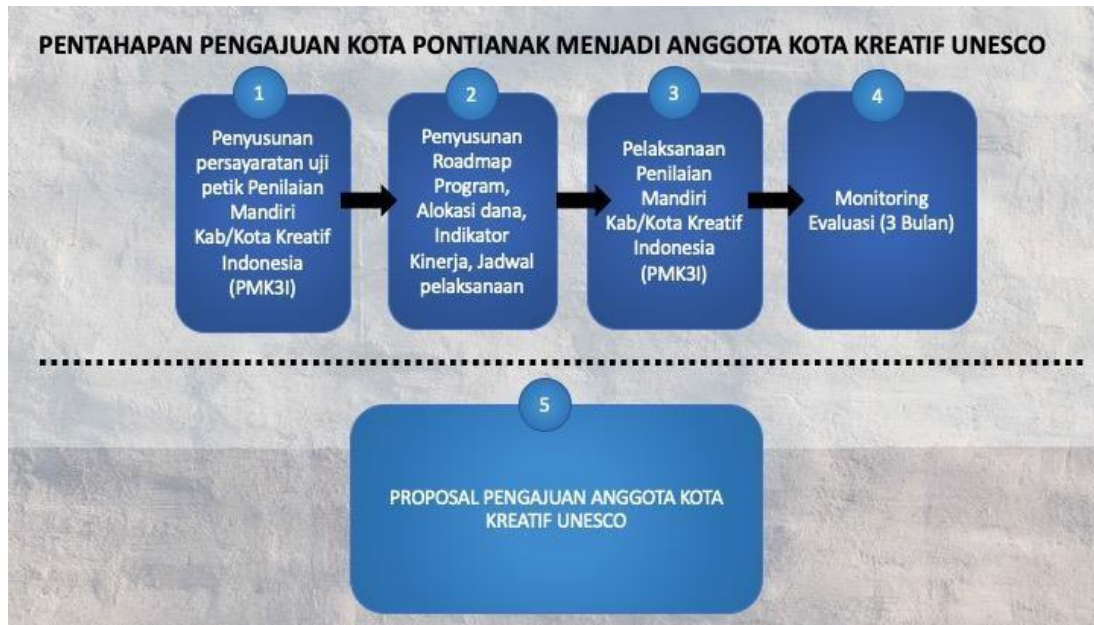 PENTAHAPAN PENGAJUAN KOTA PONTIANAK MENJADI ANGGOTA KOTA KREATIF UNESCO
1
Penyusunan
persayaratan uji
petik Penilaian
Mandiri
Kab/Kota Kreatif
Indonesia
(PMK3I)
2
Penyusunan
Roadmap
Program,
Alokasi dana,
Indikator
Kinerja, Jadwal
pelaksanaan
3
Pelaksanaan
Penilaian
Mandiri
Kab/Kota Kreatif
Indonesia
(PMK3I)
4
Monitoring
Evaluasi (3 Bulan)
5
PROPOSAL PENGAJUAN ANGGOTA KOTA
KREATIF UNESCO